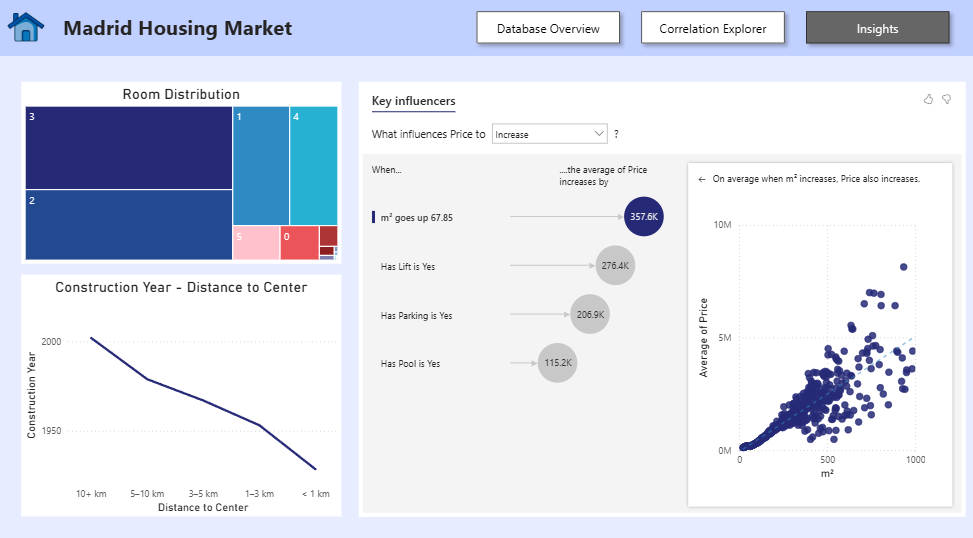 Madrid Housing Market
Database Overview
Correlation Explorer
Insights
Room Distribution
3
2
1
4
5
0
Construction Year - Distance to Center
Construction Year
2000
1950
10+ km
5–10 km
3–5 km
1–3 km
< 1 km
Distance to Center
Key influencers
What influences Price to
Increase
?
When...
....the average of Price
increases by
m² goes up 67.85
357.6K
Has Lift is Yes
276.4K
Has Parking is Yes
206.9K
Has Pool is Yes
115.2K
← On average when m² increases, Price also increases.
Average of Price
10M
5M
0M
0
500
1000
m²